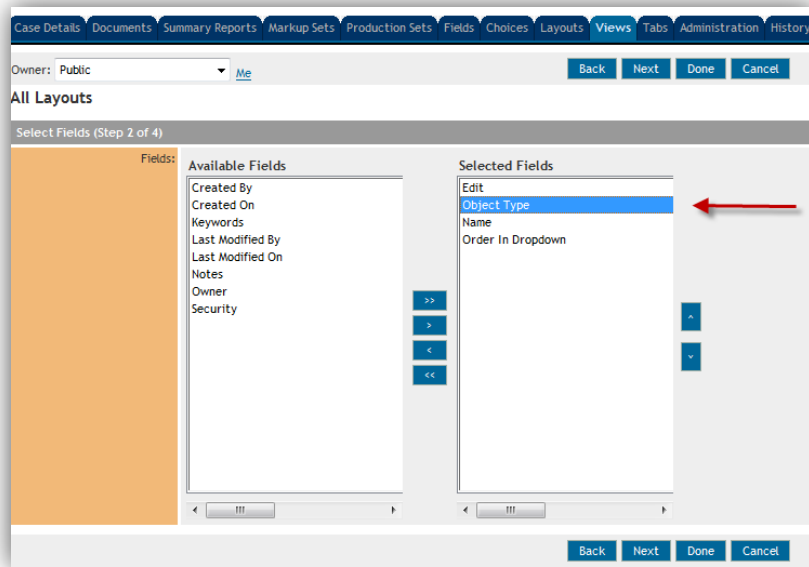 Case Details Documents Summary Reports Markup Sets Production Sets Fields Choices Layouts Views Tabs Administration History
Owner: Public Me Back Next Done Cancel
All Layouts
Select Fields (Step 2 of 4)
Fields: Available Fields Selected Fields
Created By Edit
Created On Object Type
Keywords Name
Last Modified By Order In Dropdown
Last Modified On
Notes
Owner
Security
>>
>
<
<<
Back Next Done Cancel